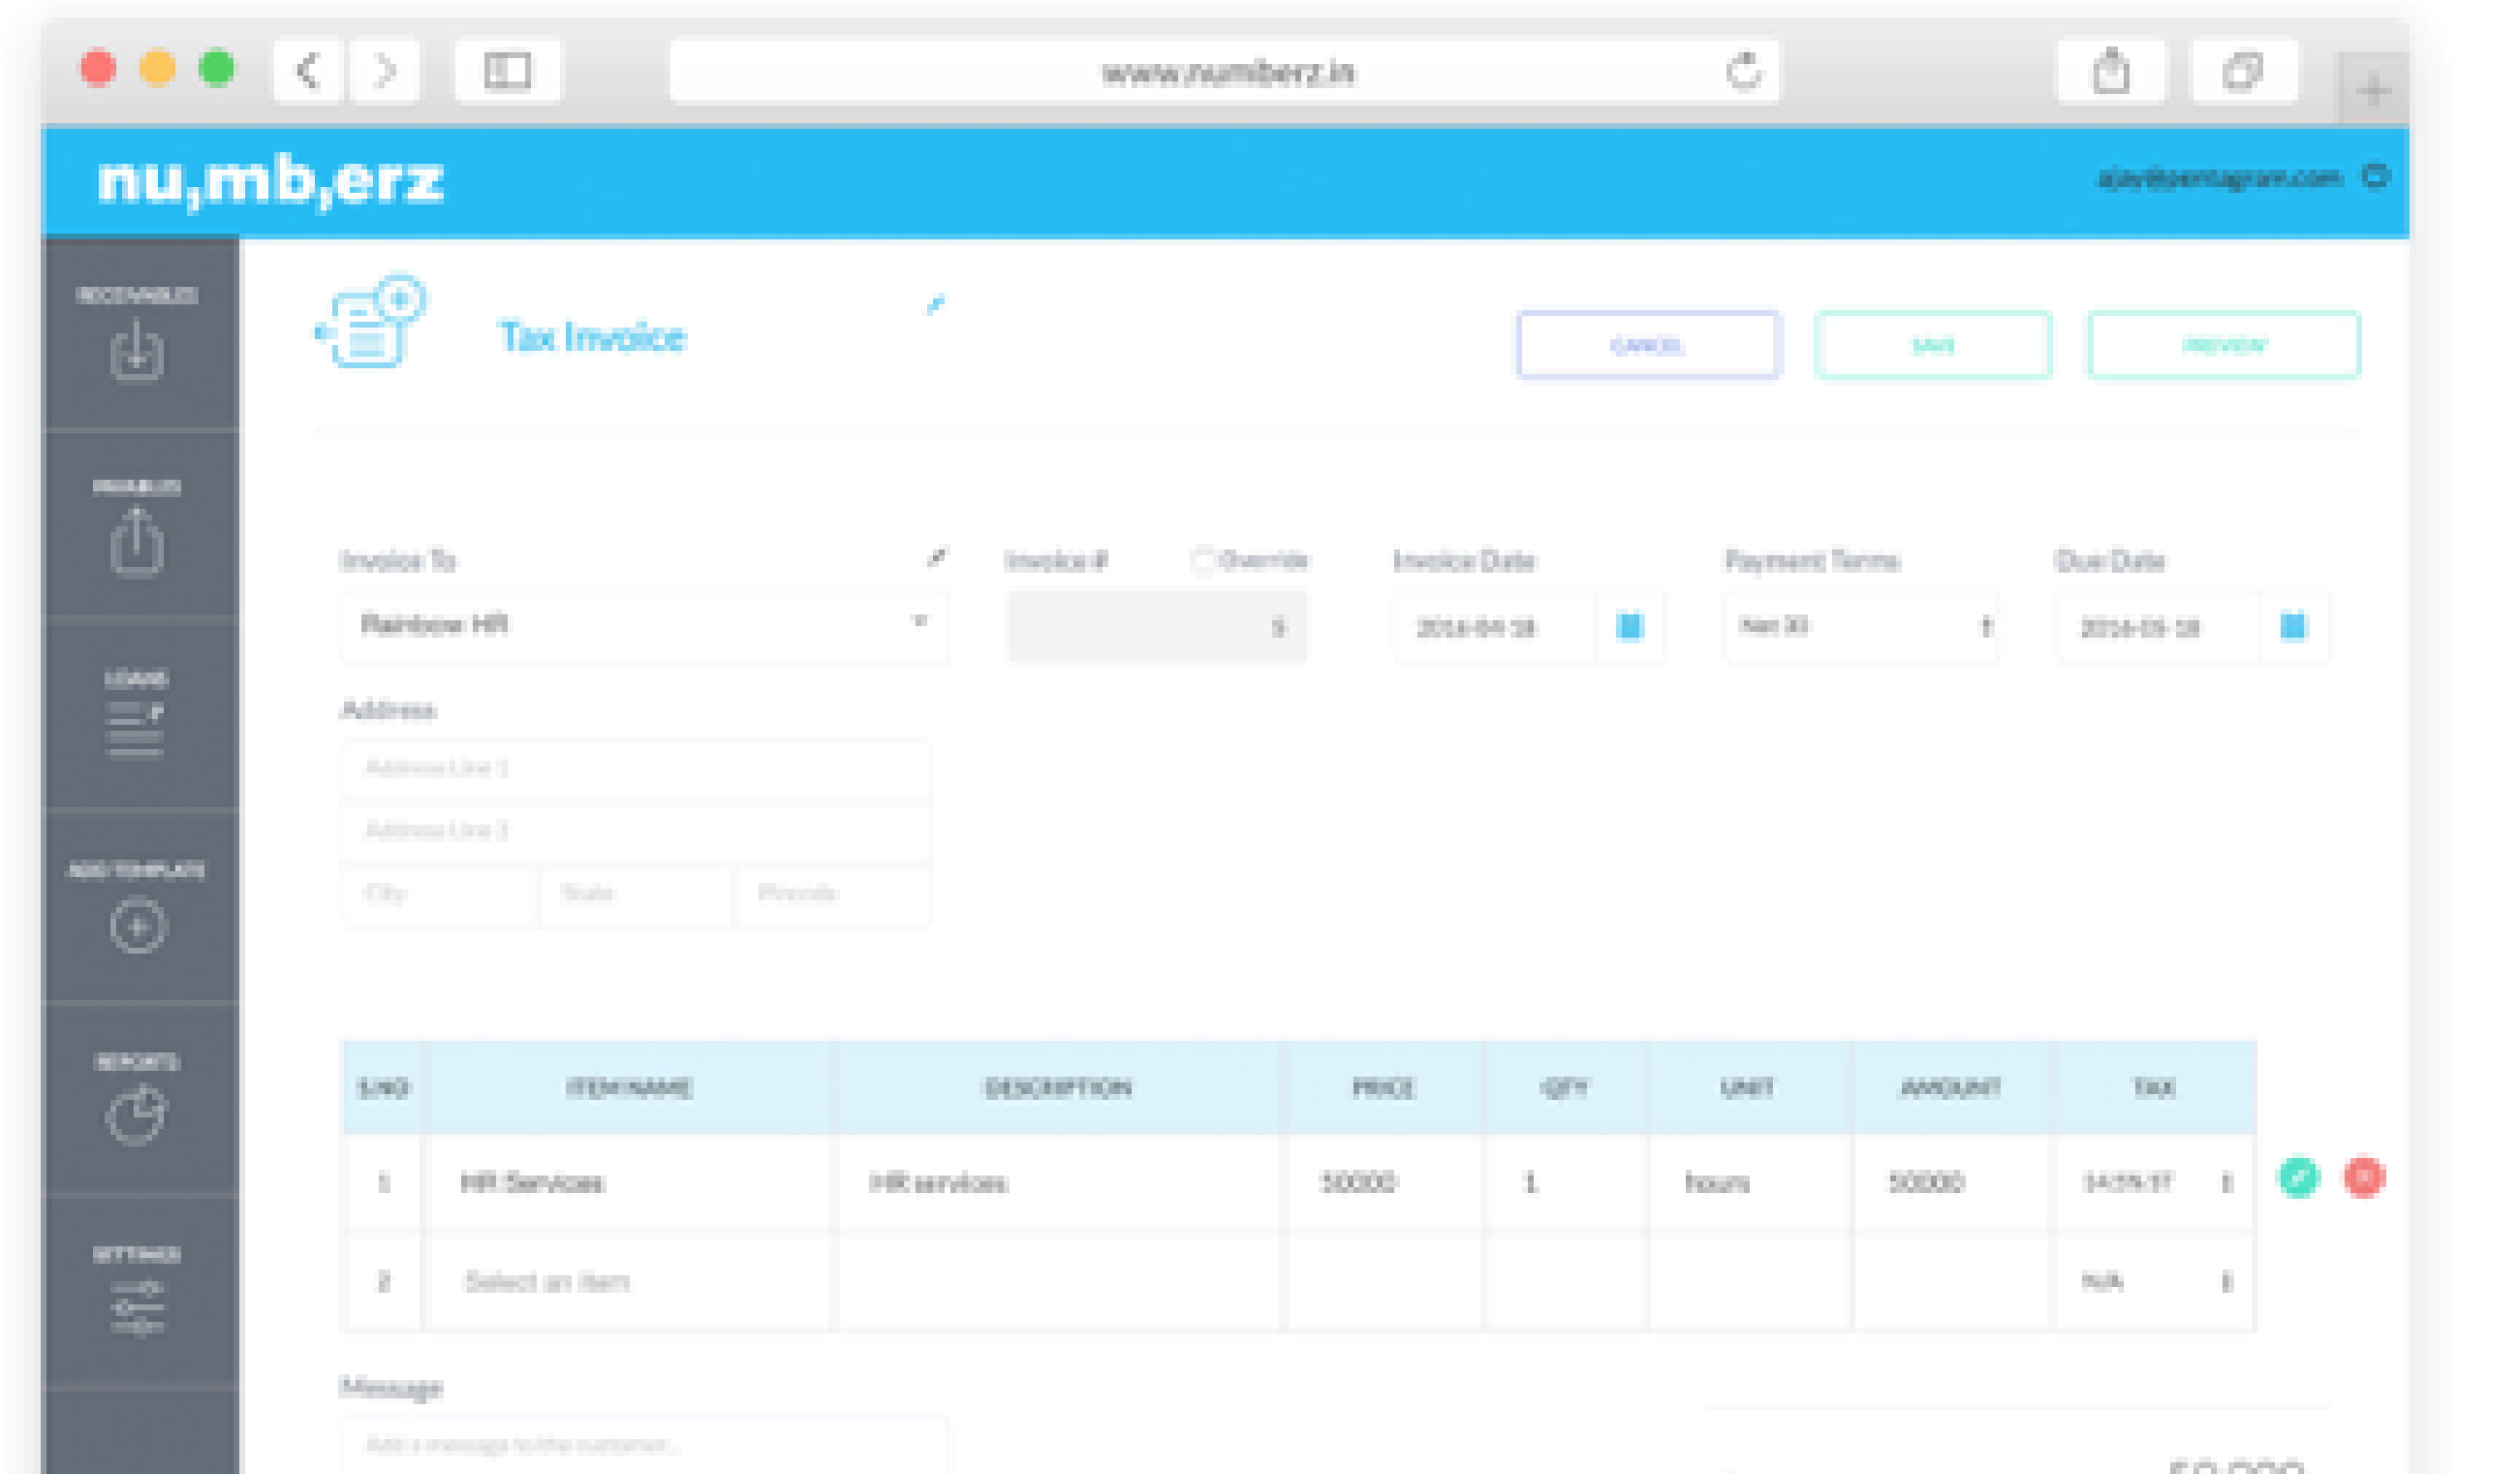 www.numberz.in
nu,mb,erz
ajay@pentagram.com
RECEIVABLES
PAYABLES
LOANS
ADD TEMPLATE
REPORTS
SETTINGS
Tax Invoice
CANCEL SAVE PREVIEW
Invoice To Invoice # Override Invoice Date Payment Terms Due Date
Rainbow HR 5 2016-04-18 Net 30 2016-05-18
Address
Address Line 1
Address Line 2
City State Pincode
S.NO ITEM NAME DESCRIPTION PRICE QTY UNIT AMOUNT TAX
1 HR Services HR services 50000 1 hours 50000
2 Select an item N/A
Message
Add a message to the customer...
50,000